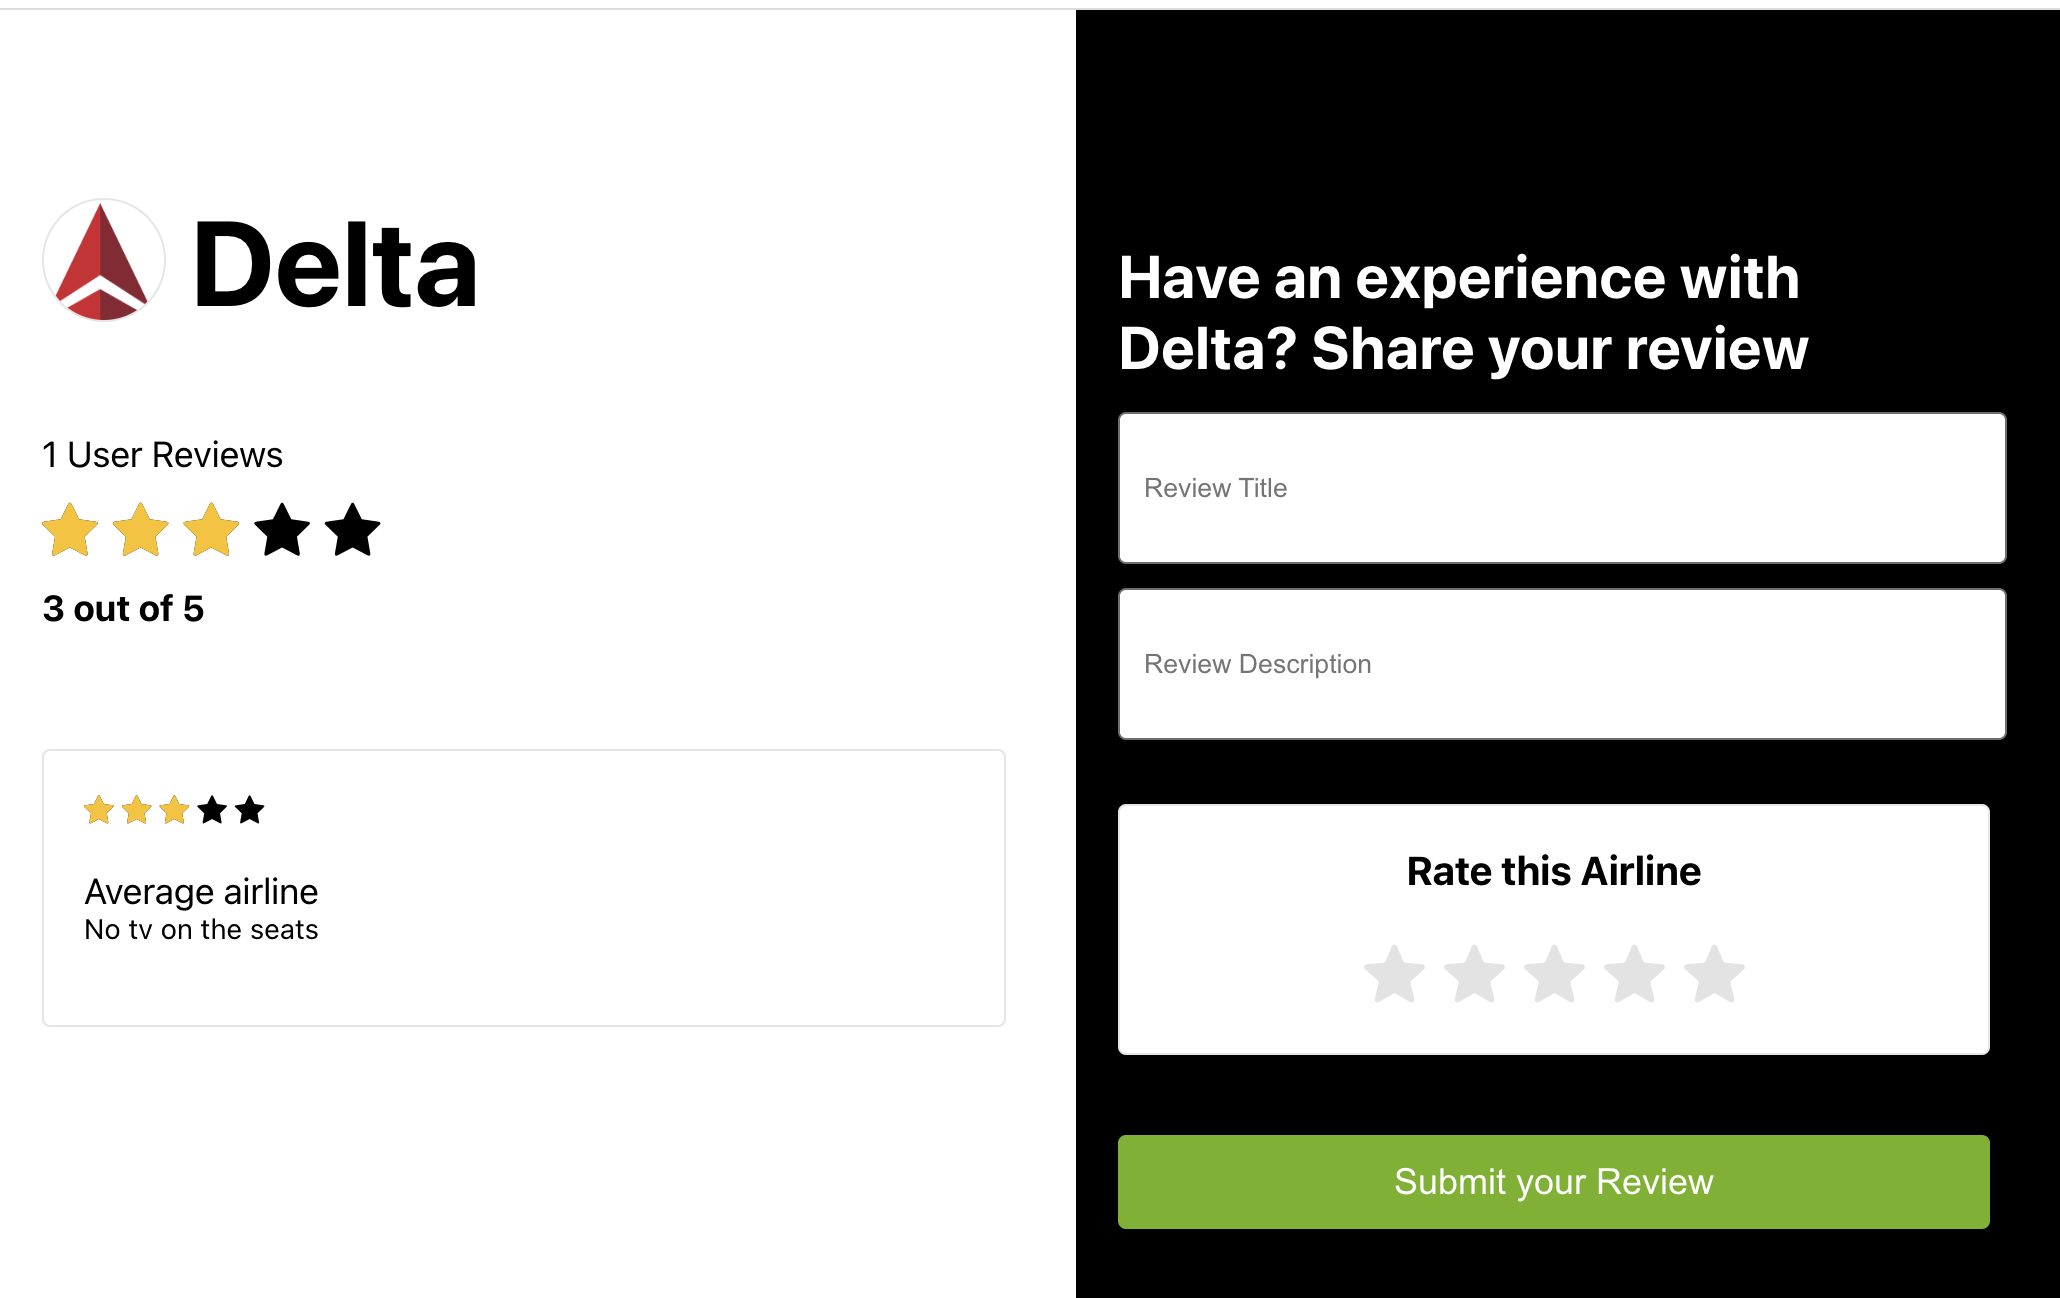 Delta
1 User Reviews
3 out of 5
Average airline
No tv on the seats
Have an experience with
Delta? Share your review
Review Title
Review Description
Rate this Airline
Submit your Review